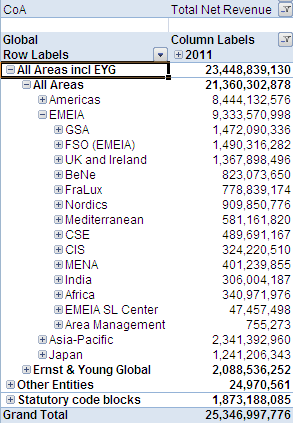 CoA Total Net Revenue
Global Column Labels
Row Labels 2011
All Areas incl EYG 23,448,839,130
All Areas 21,360,302,878
Americas 8,444,132,576
EMEIA 9,333,570,998
GSA 1,472,090,336
FSO (EMEIA) 1,490,316,282
UK and Ireland 1,367,898,496
BeNe 823,073,650
FraLux 778,839,174
Nordics 909,850,776
Mediterranean 581,161,820
CSE 489,691,167
CIS 324,220,510
MENA 401,239,855
India 306,004,187
Africa 340,971,976
EMEIA SL Center 47,457,498
Area Management 755,273
Asia-Pacific 2,341,392,960
Japan 1,241,206,343
Ernst & Young Global 2,088,536,252
Other Entities 24,970,561
Statutory code blocks 1,873,188,085
Grand Total 25,346,997,776